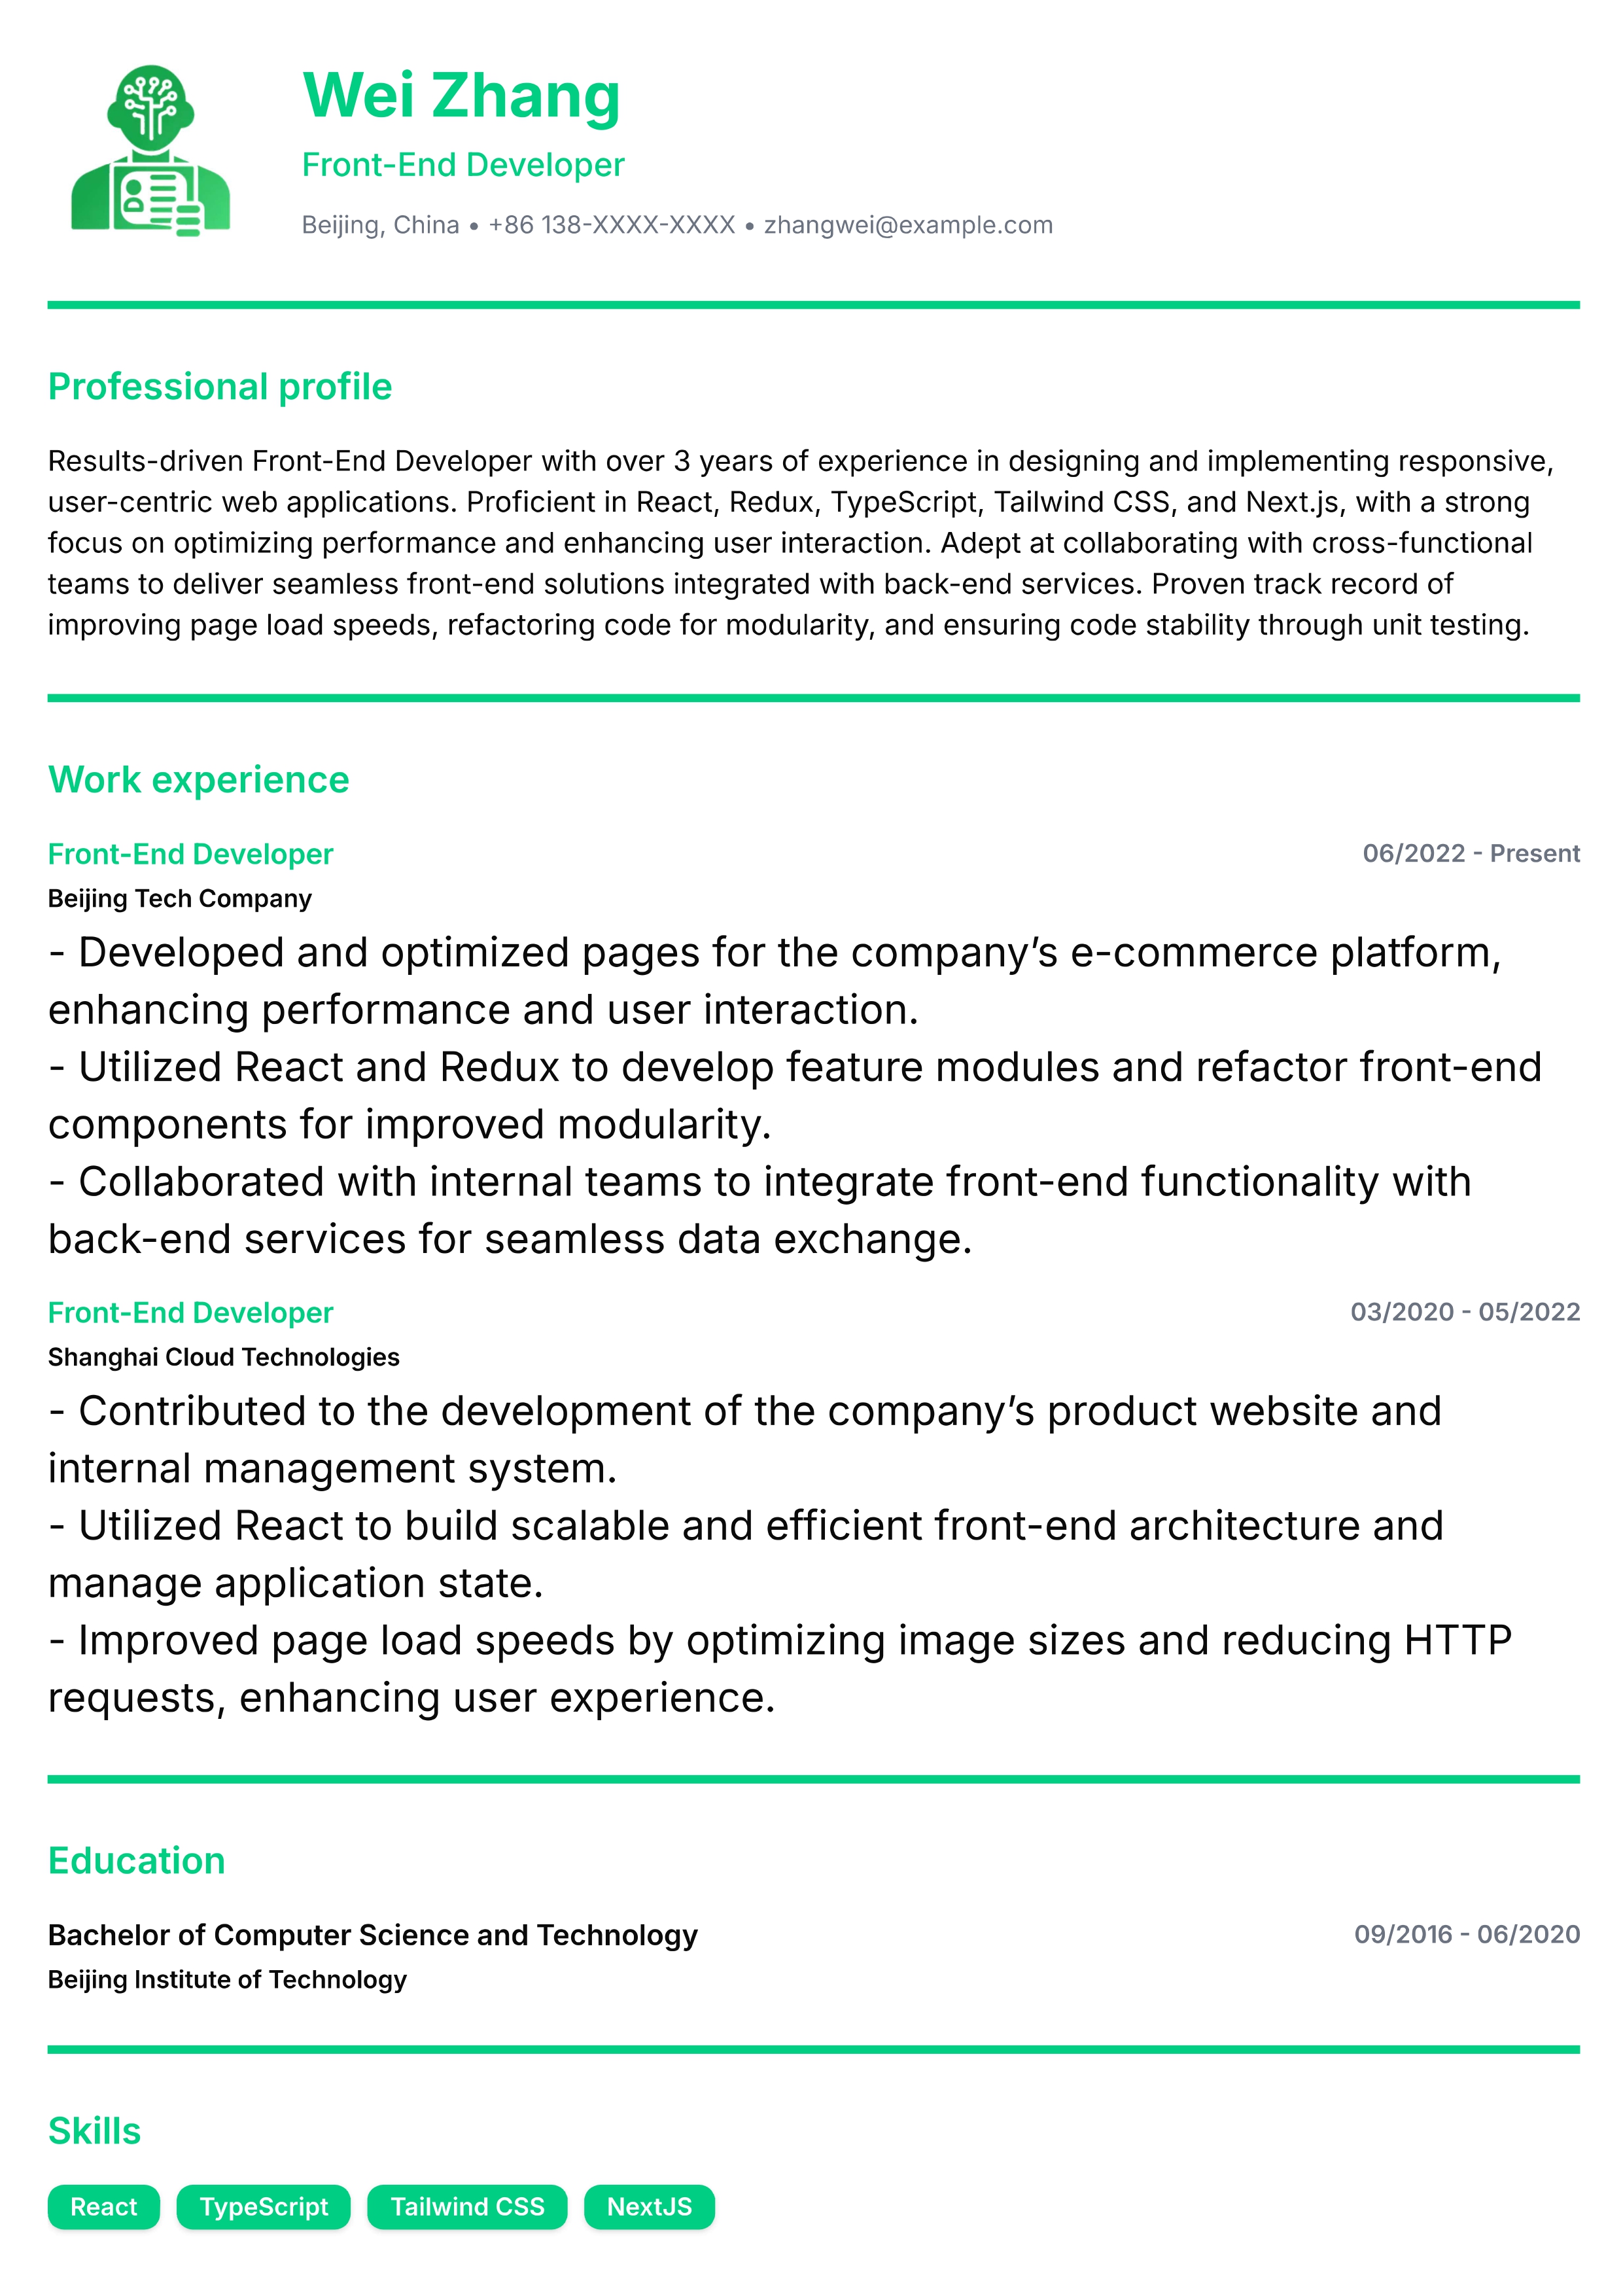 Wei Zhang
Front-End Developer
Beijing, China • +86 138-XXXX-XXXX • zhangwei@example.com
Professional profile
Results-driven Front-End Developer with over 3 years of experience in designing and implementing responsive,
user-centric web applications. Proficient in React, Redux, TypeScript, Tailwind CSS, and Next.js, with a strong
focus on optimizing performance and enhancing user interaction. Adept at collaborating with cross-functional
teams to deliver seamless front-end solutions integrated with back-end services. Proven track record of
improving page load speeds, refactoring code for modularity, and ensuring code stability through unit testing.
Work experience
Front-End Developer 06/2022 - Present
Beijing Tech Company
- Developed and optimized pages for the company’s e-commerce platform,
enhancing performance and user interaction.
- Utilized React and Redux to develop feature modules and refactor front-end
components for improved modularity.
- Collaborated with internal teams to integrate front-end functionality with
back-end services for seamless data exchange.
Front-End Developer 03/2020 - 05/2022
Shanghai Cloud Technologies
- Contributed to the development of the company’s product website and
internal management system.
- Utilized React to build scalable and efficient front-end architecture and
manage application state.
- Improved page load speeds by optimizing image sizes and reducing HTTP
requests, enhancing user experience.
Education
Bachelor of Computer Science and Technology 09/2016 - 06/2020
Beijing Institute of Technology
Skills
React TypeScript Tailwind CSS NextJS